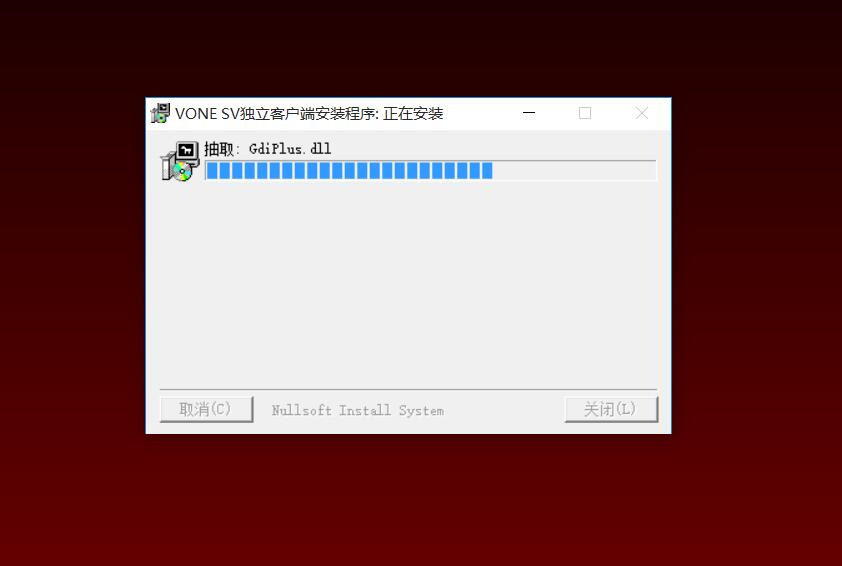 VONE SV独立客户端安装程序: 正在安装
抽取: GdiPlus.dll
取消(C)
Nullsoft Install System
关闭(L)